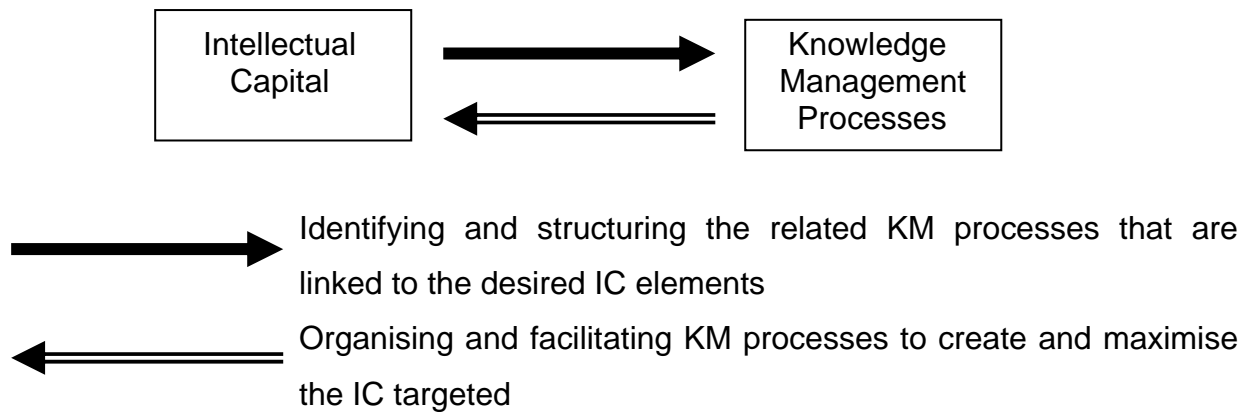 Intellectual
Capital
Knowledge
Management
Processes
Identifying and structuring the related KM processes that are
linked to the desired IC elements
Organising and facilitating KM processes to create and maximise
the IC targeted